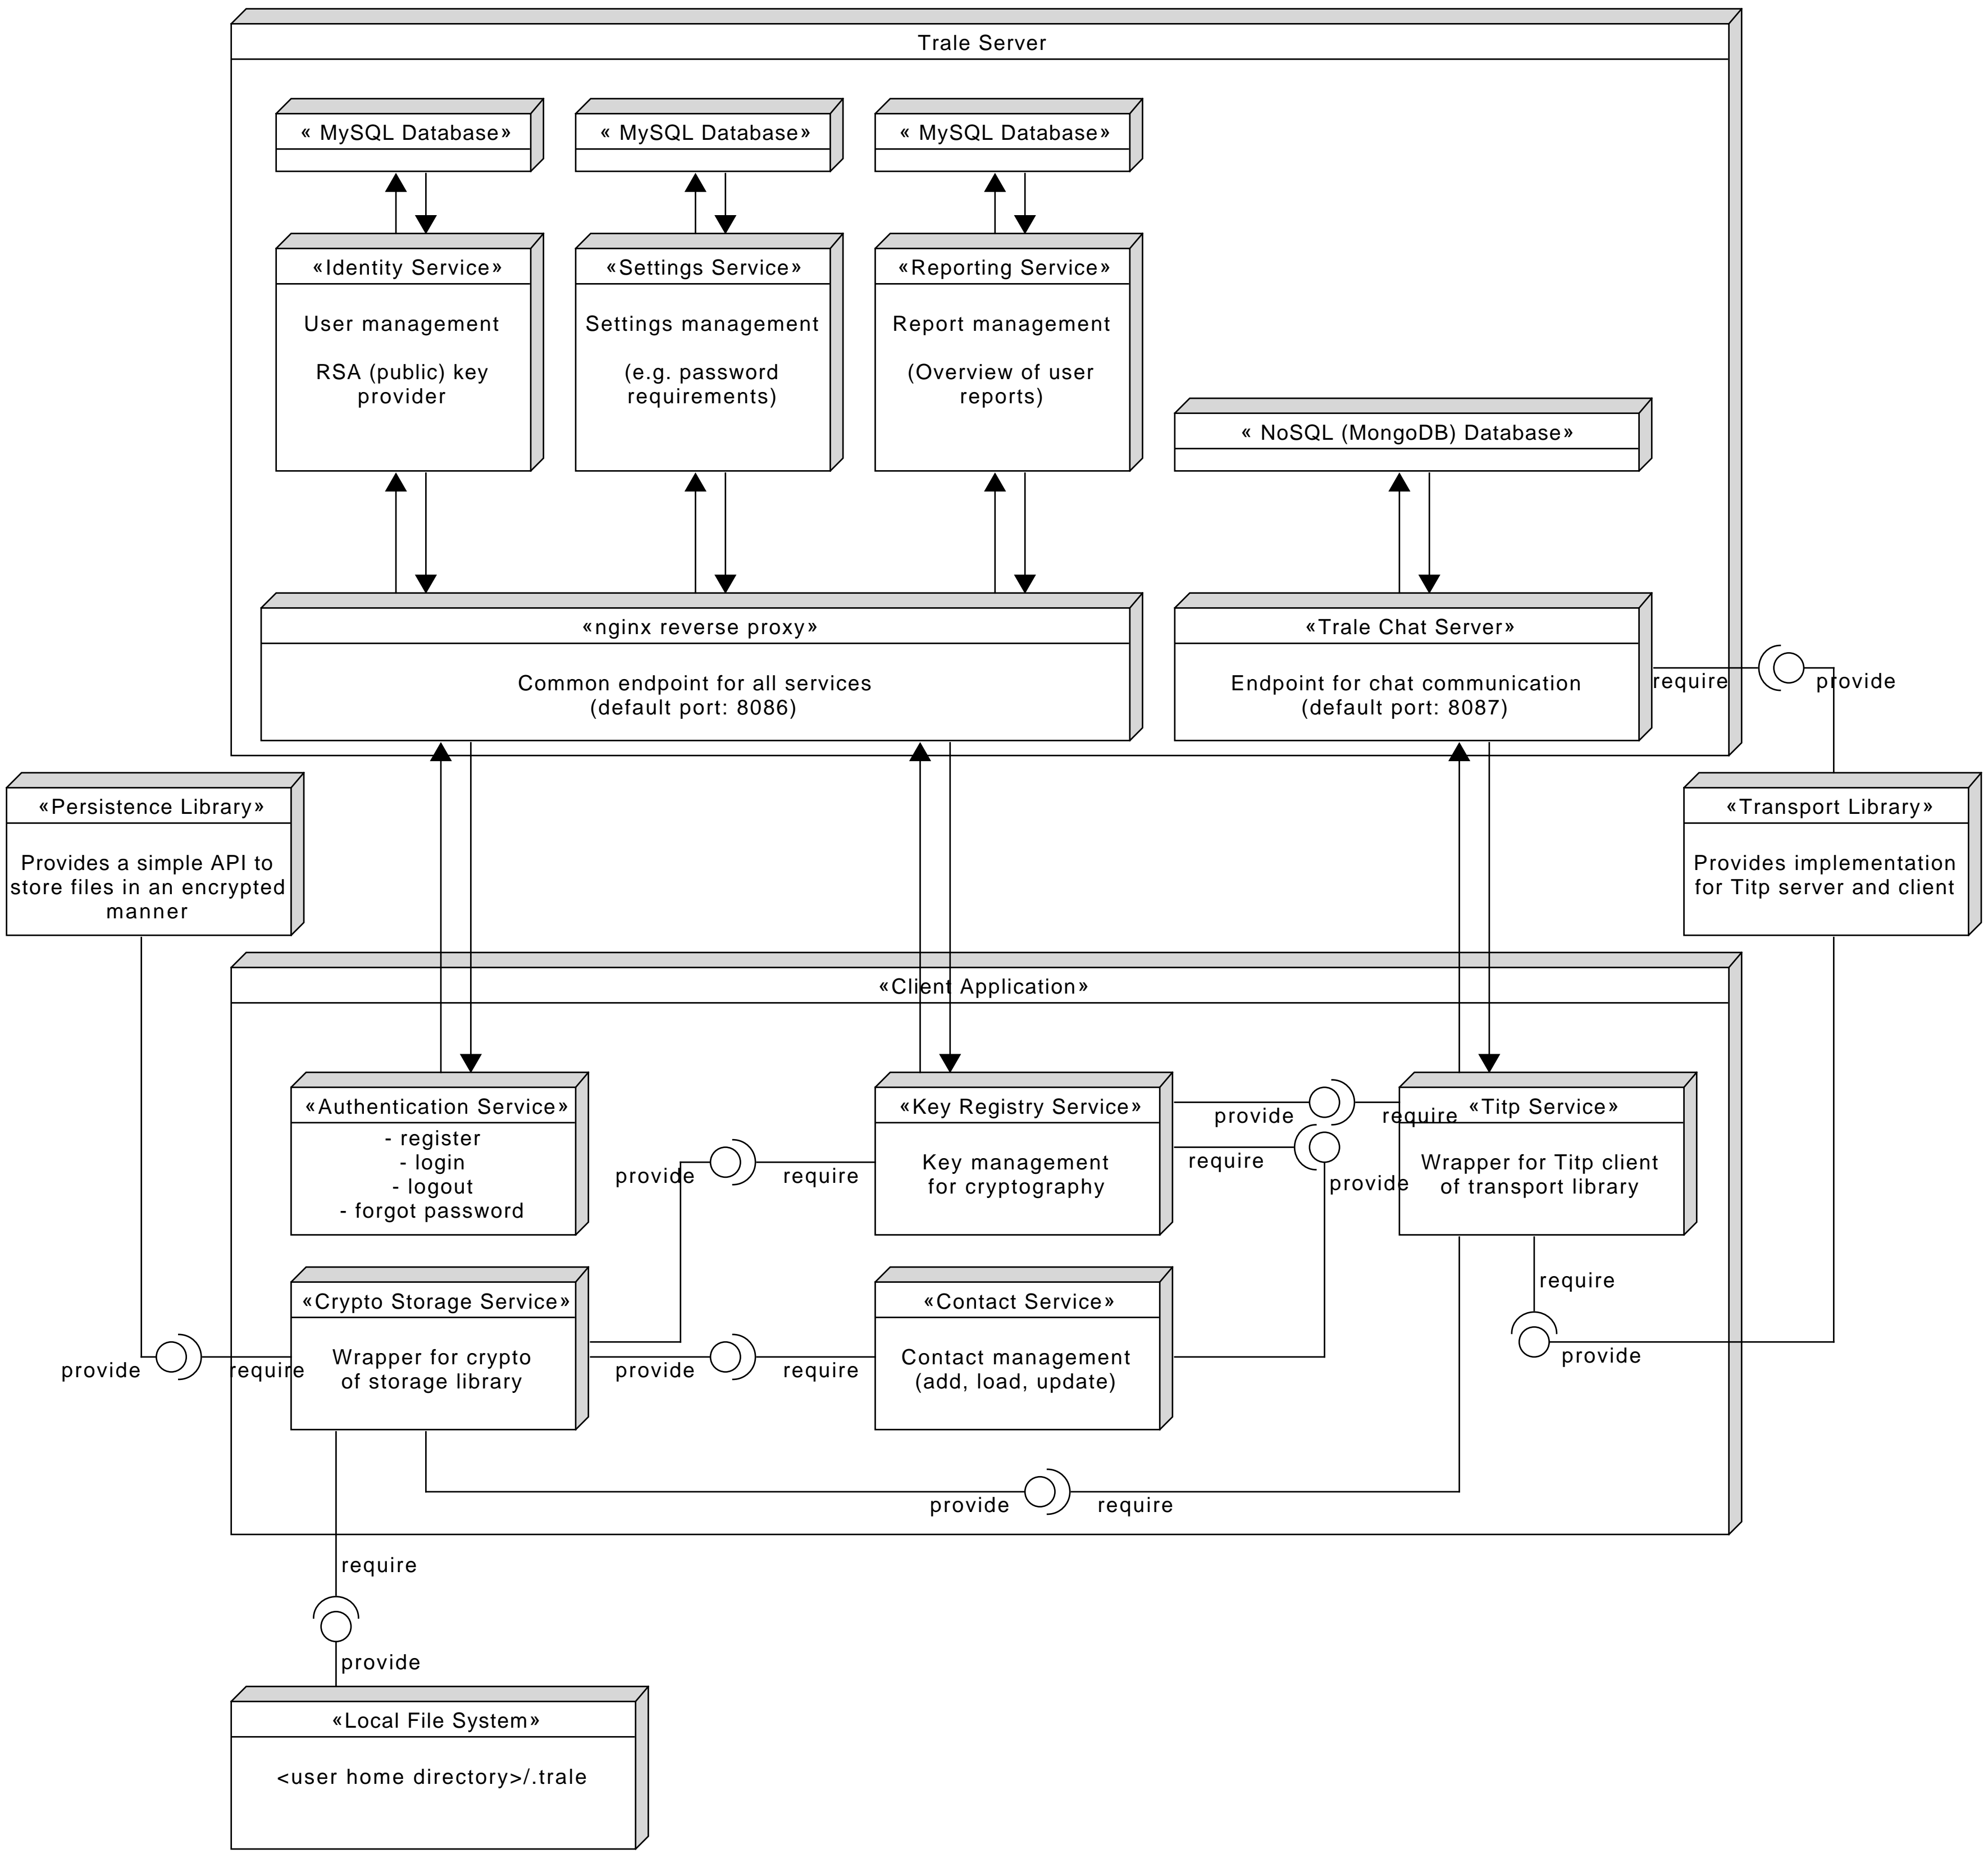 Trale Server
« MySQL Database»
« MySQL Database»
« MySQL Database»
«Identity Service»
User management
RSA (public) key
provider
«Settings Service»
Settings management
(e.g. password
requirements)
«Reporting Service»
Report management
(Overview of user
reports)
« NoSQL (MongoDB) Database»
«nginx reverse proxy»
Common endpoint for all services
(default port: 8086)
«Trale Chat Server»
Endpoint for chat communication
(default port: 8087)
require
provide
«Persistence Library»
Provides a simple API to
store files in an encrypted
manner
«Transport Library»
Provides implementation
for Titp server and client
«Client Application»
«Authentication Service»
- register
- login
- logout
- forgot password
«Key Registry Service»
Key management
for cryptography
provide
require
require
provide
«Titp Service»
Wrapper for Titp client
of transport library
provide
require
require
provide
«Crypto Storage Service»
Wrapper for crypto
of storage library
provide
require
provide
require
«Contact Service»
Contact management
(add, load, update)
provide
require
require
provide
«Local File System»
<user home directory>/.trale